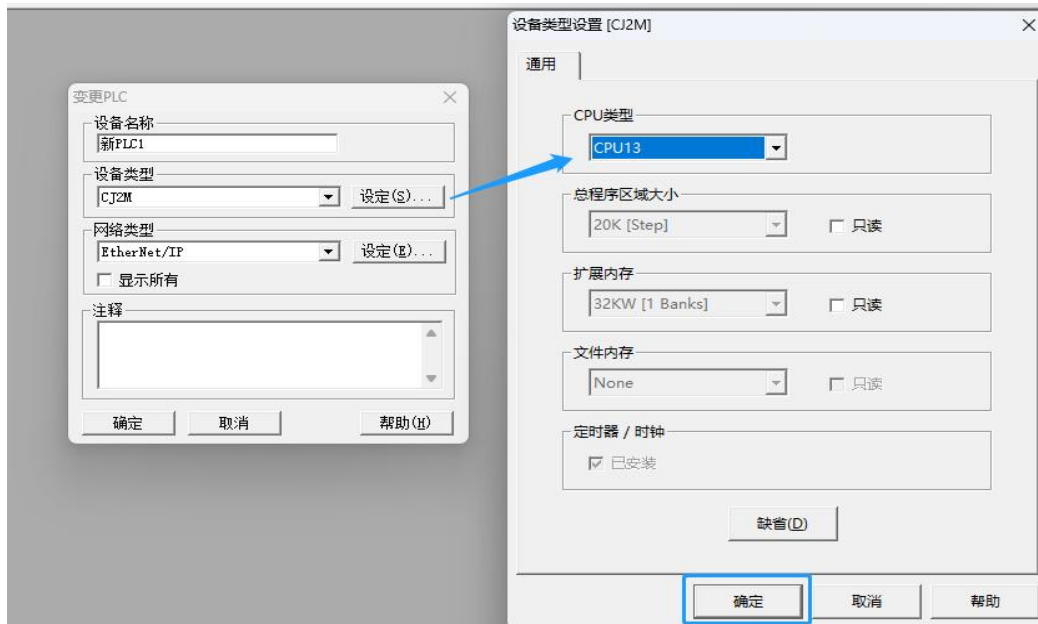 变更PLC
设备名称
新PLC1
设备类型
CJ2M
设定(S)...
网络类型
EtherNet/IP
设定(E)...
显示所有
注释
确定
取消
帮助(H)
设备类型设置 [CJ2M]
通用
CPU类型
CPU13
总程序区域大小
20K [Step]
只读
扩展内存
32KW [1 Banks]
只读
文件内存
None
只读
定时器 / 时钟
已安装
缺省(D)
确定
取消
帮助